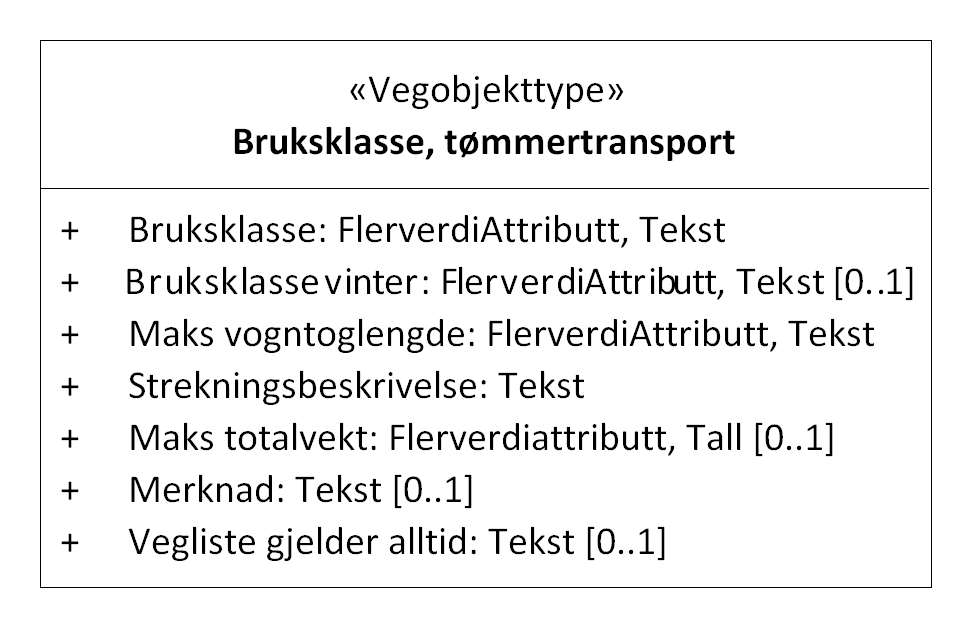 «Vegobjekttype»
Bruksklasse, tømmertransport
+ Bruksklasse: FlerverdiAttributt, Tekst
+ Bruksklasse vinter: FlerverdiAttributt, Tekst [0..1]
+ Maks vogntoglengde: FlerverdiAttributt, Tekst
+ Strekningsbeskrivelse: Tekst
+ Maks totalvekt: Flerverdiattributt, Tall [0..1]
+ Merknad: Tekst [0..1]
+ Vegliste gjelder alltid: Tekst [0..1]